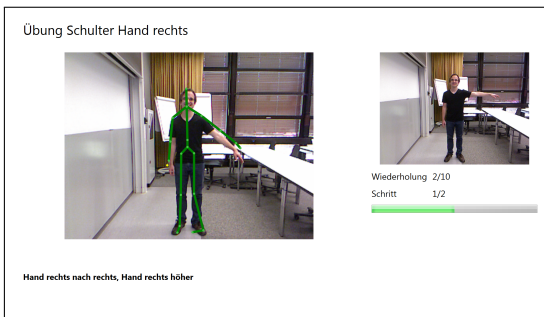 Übung Schulter Hand rechts
Wiederholung 2/10
Schritt 1/2
Hand rechts nach rechts, Hand rechts höher